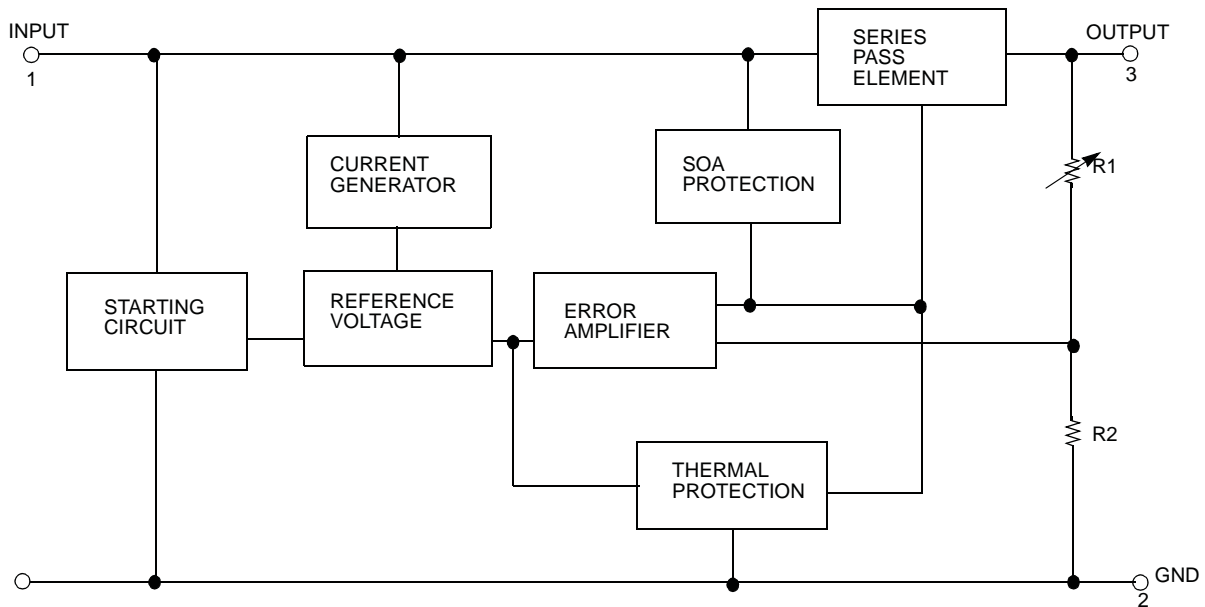 INPUT
1
SERIES
PASS
ELEMENT
OUTPUT
3
CURRENT
GENERATOR
SOA
PROTECTION
R1
STARTING
CIRCUIT
REFERENCE
VOLTAGE
ERROR
AMPLIFIER
R2
THERMAL
PROTECTION
GND
2